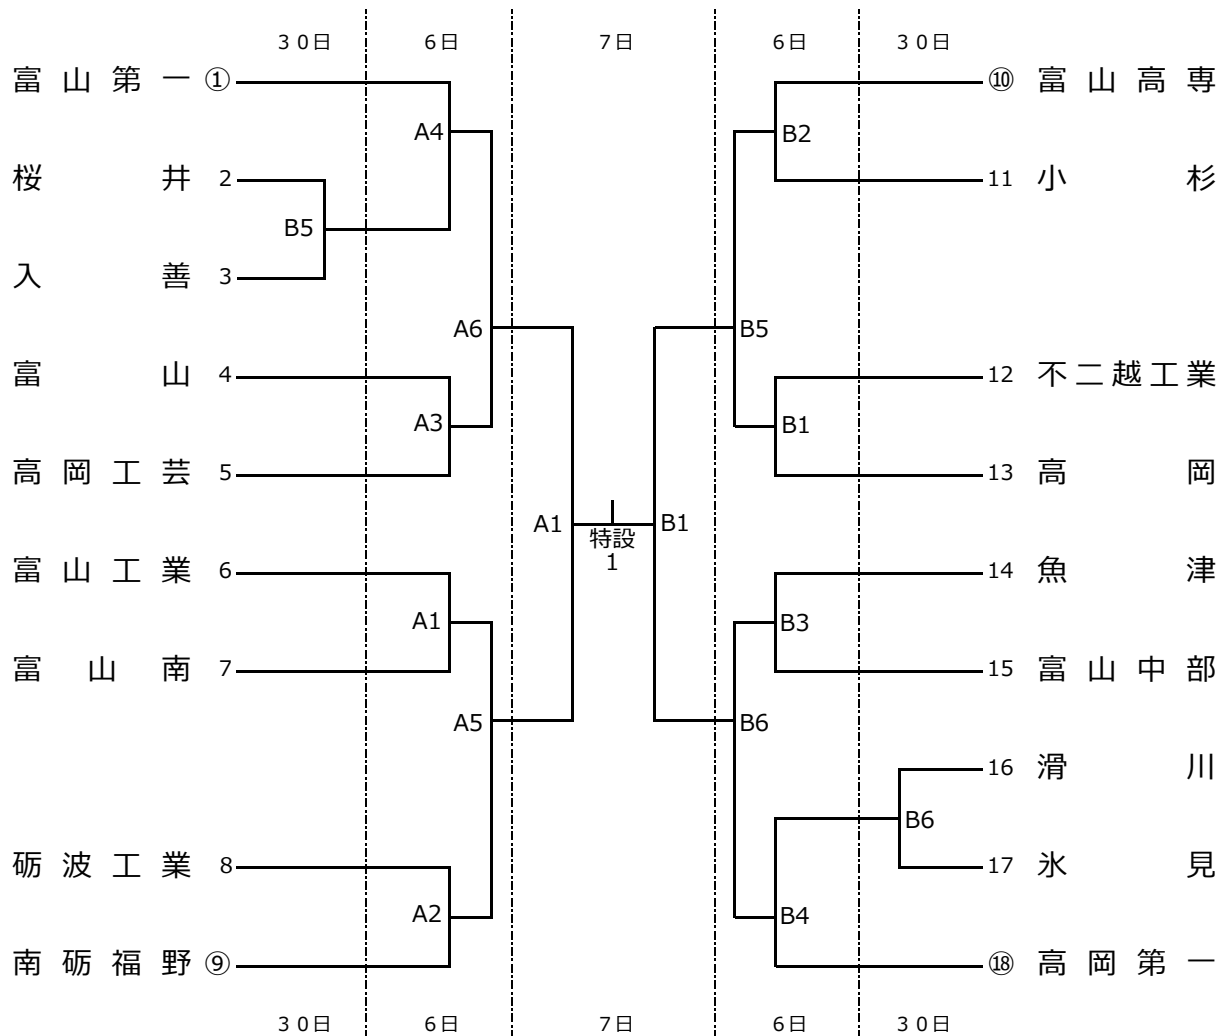 ３０日 6日 7日 6日 ３０日
富山第一 ① ⑩ 富山高専
A4 B2
桜井 2 11 小杉
B5
入善 3
A6 B5
富山 4 12 不二越工業
A3 B1
高岡工芸 5 13 高岡
A1 B1
特設
1
富山工業 6 14 魚津
A1 B3
富山南 7 15 富山中部
A5 B6
16 滑川
B6
砺波工業 8 17 氷見
A2 B4
南砺福野 ⑨ ⑱ 高岡第一
３０日 6日 7日 6日 ３０日